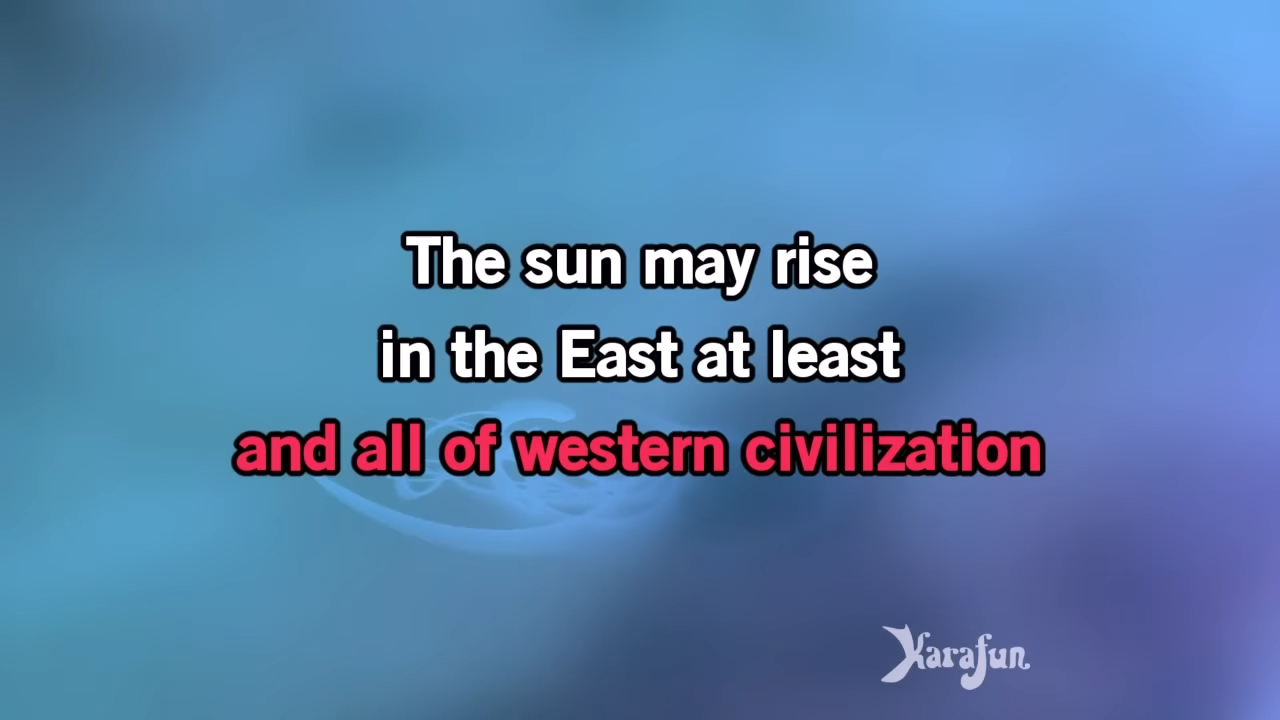 The sun may rise
in the East at least
and all of western civilization
Karafun